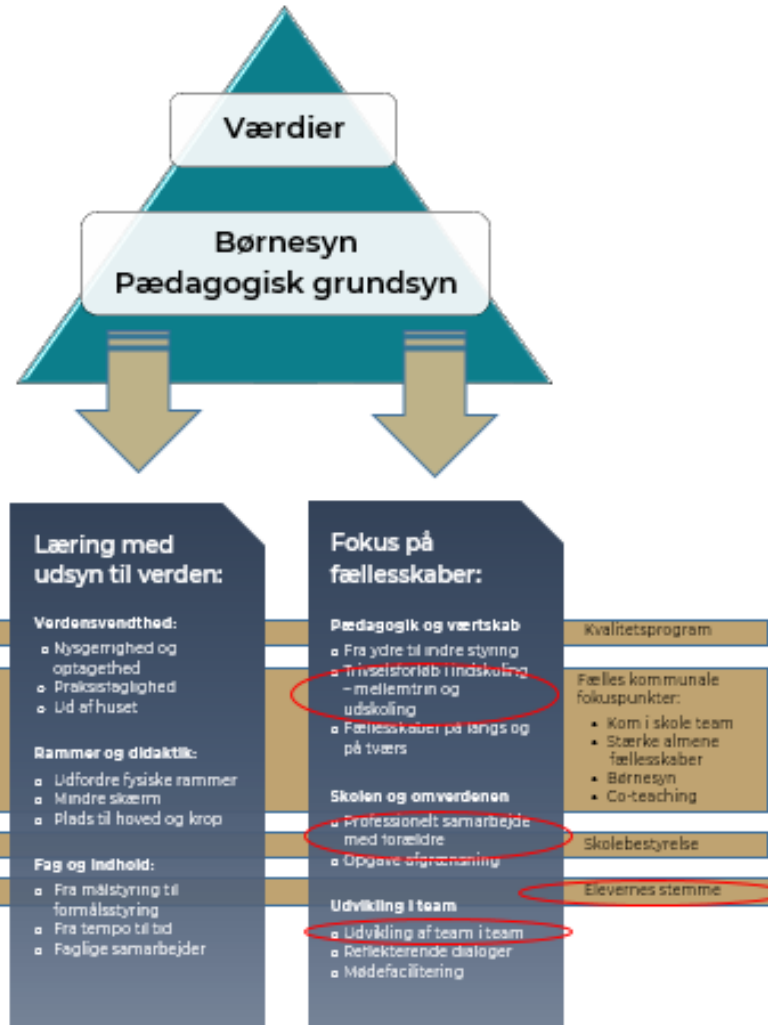 Værdier
Børnesyn
Pædagogisk grundsyn
Læring med
udsyn til verden:
Verdensvendthed:
Nysgerrighed og
optagethed
Praksisfaglighed
Ud af huset
Rammer og didaktik:
Udfordre fysiske rammer
Mindre skærm
Plads til hoved og krop
Fag og indhold:
Fra målstyring til
formålsstyring
Fra tempo til tid
Faglige samarbejder
Fokus på
fællesskaber:
Pædagogik og værtskab
Fra ydre til indre styring
Trivselsforløb i indskoling
– mellemtrin og
udskoling
Fællesskaber på langs og
på tværs
Skolen og omverdenen
Professionelt samarbejde
med forældre
Opgave afgrænsning
Udvikling i team
Udvikling af team i team
Reflekterende dialoger
Mødefacilitering
Kvalitetsprogram
Fælles kommunale
fokuspunkter:
Kom i skole team
Stærke almene
fællesskaber
Børnesyn
Co-teaching
Skolebestyrelse
Elevernes stemme